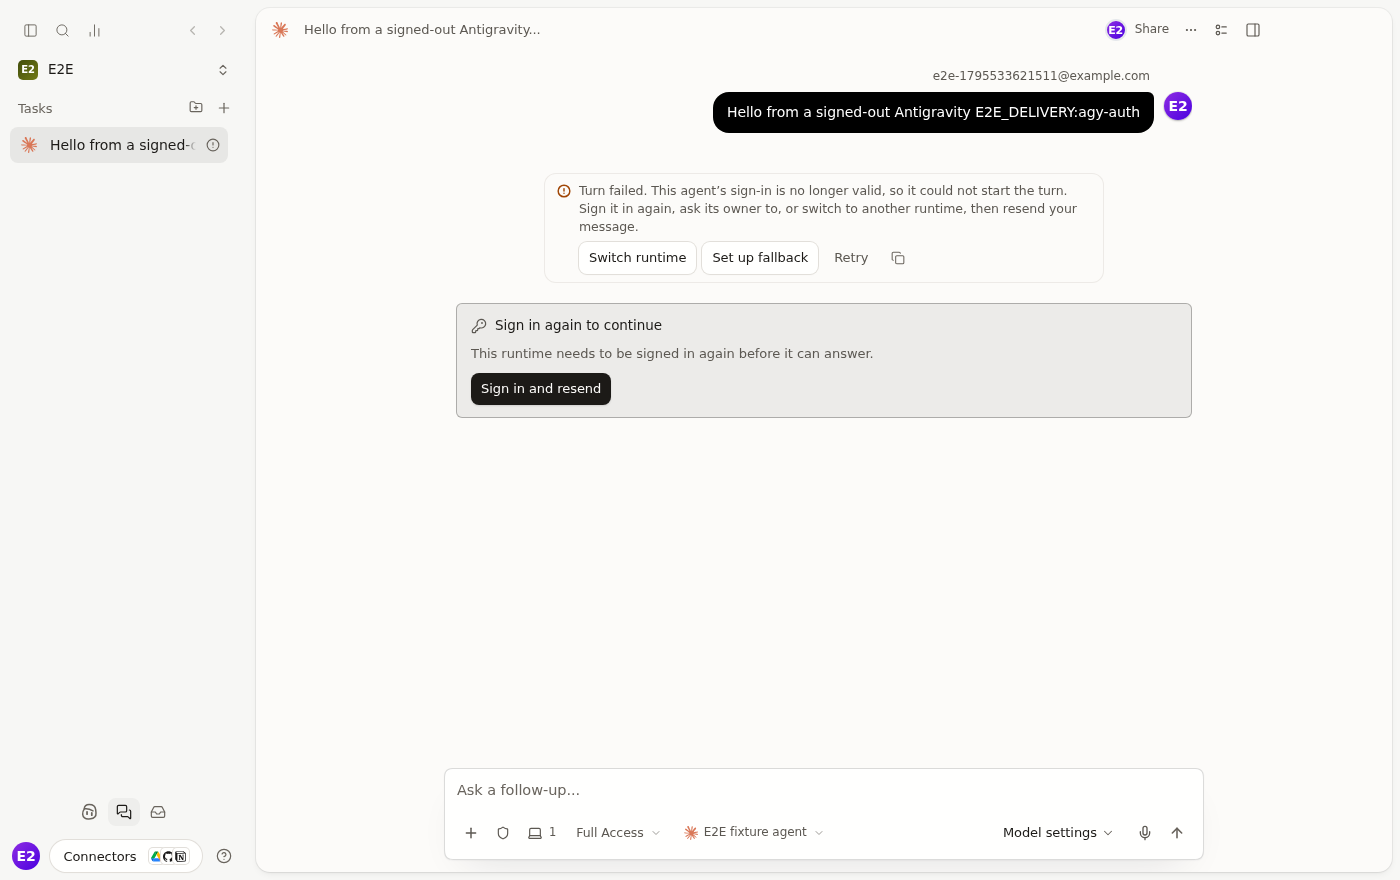 Hello from a signed-out Antigravity...
E2 Share
E2 E2E
Tasks
Hello from a signed-
e2e-1795533621511@example.com
Hello from a signed-out Antigravity E2E_DELIVERY:agy-auth
E2
Turn failed. This agent’s sign-in is no longer valid, so it could not start the turn.
Sign it in again, ask its owner to, or switch to another runtime, then resend your
message.
Switch runtime Set up fallback Retry
Sign in again to continue
This runtime needs to be signed in again before it can answer.
Sign in and resend
Ask a follow-up...
1 Full Access E2E fixture agent Model settings
E2 Connectors